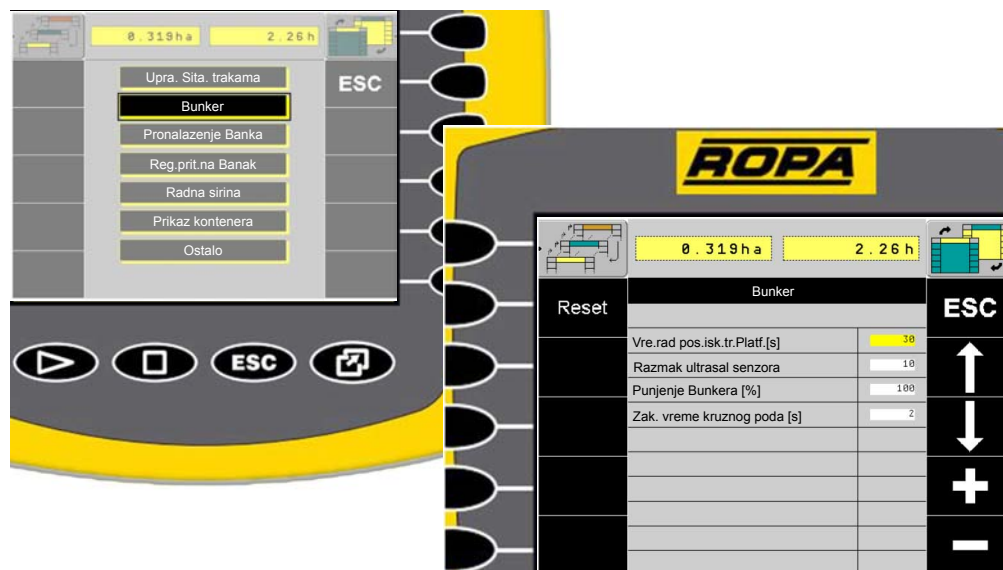 0.319ha
2.26h
Upra. Sita. trakama
ESC
Bunker
Pronalazenje Banka
Reg.prit.na Banak
Radna sirina
Prikaz kontenera
Ostalo
ESC
ROPA
0.319ha
2.26h
Reset
Bunker
ESC
Vre.rad pos.isk.tr.Platf.[s]
30
Razmak ultrasal senzora
10
Punjenje Bunkera [%]
100
Zak. vreme kruznog poda [s]
2